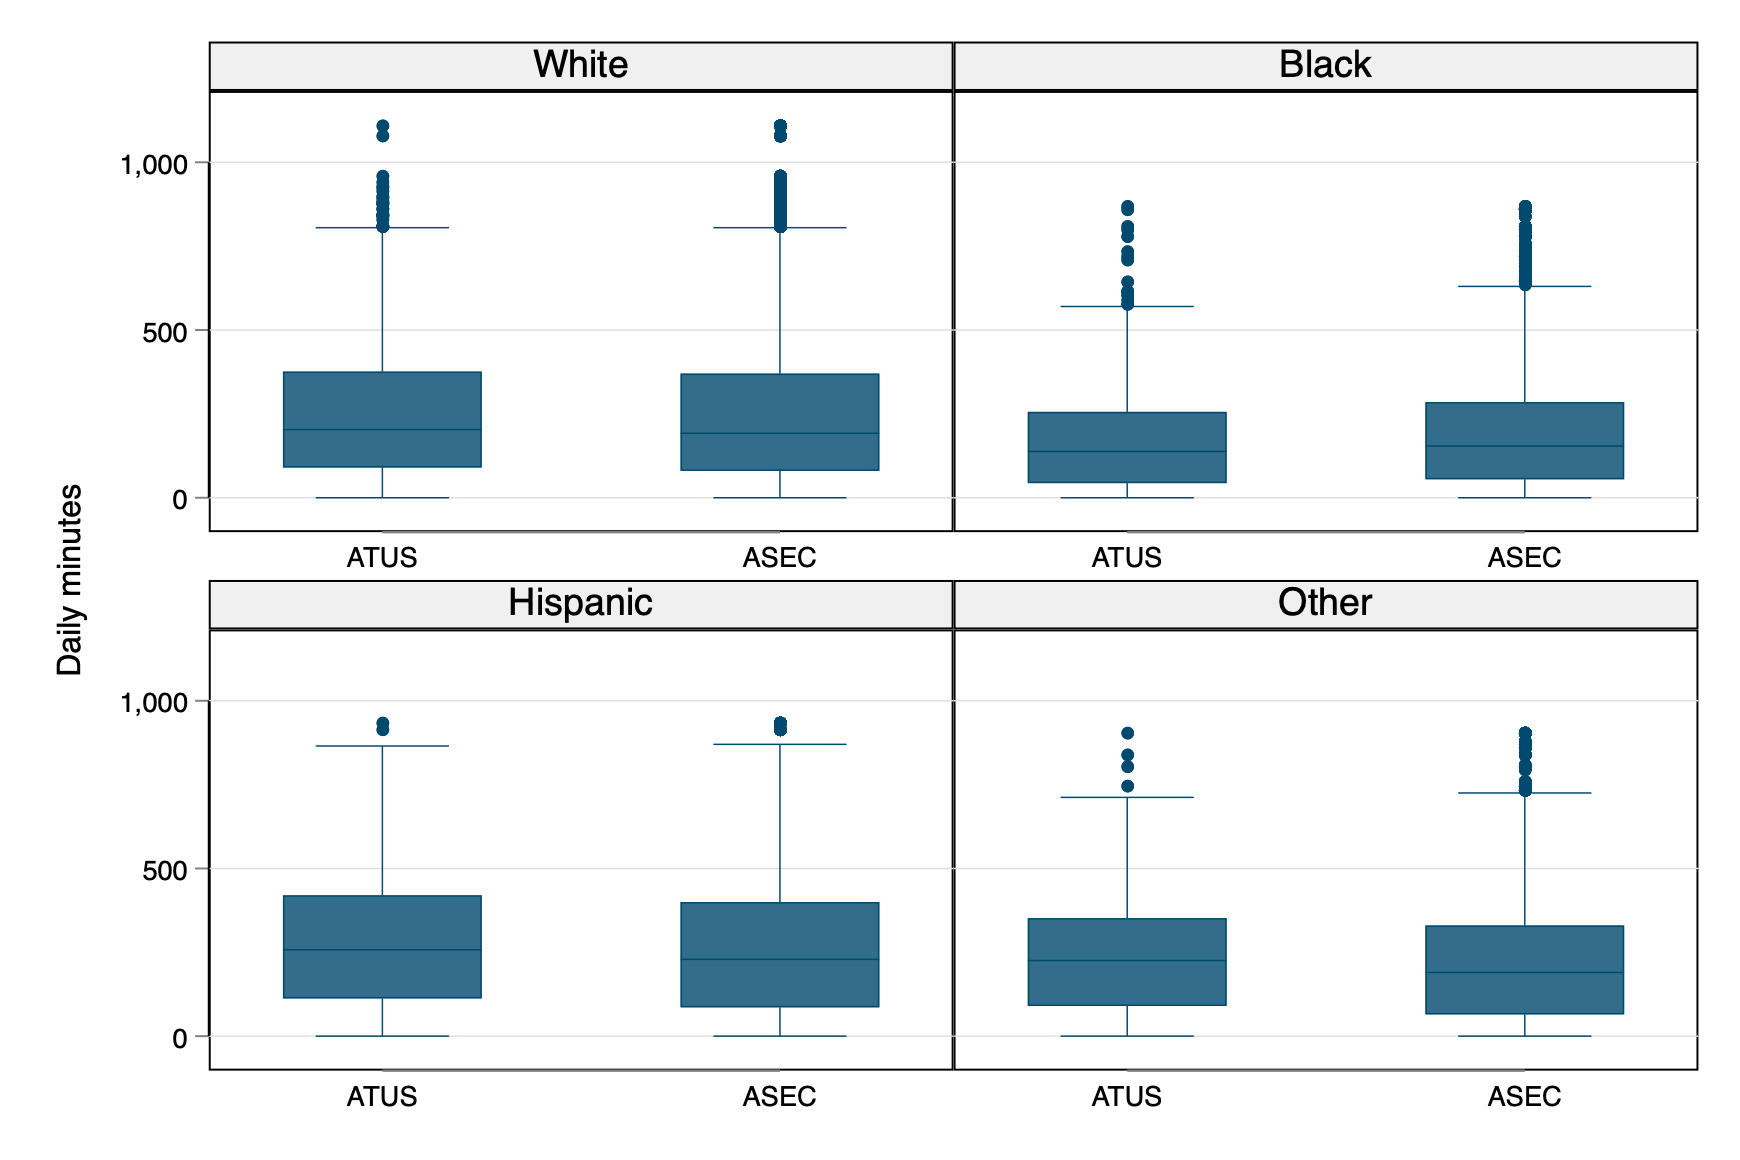 White
Black
1,000
500
0
ATUS
ASEC
ATUS
ASEC
Daily minutes
Hispanic
Other
1,000
500
0
ATUS
ASEC
ATUS
ASEC